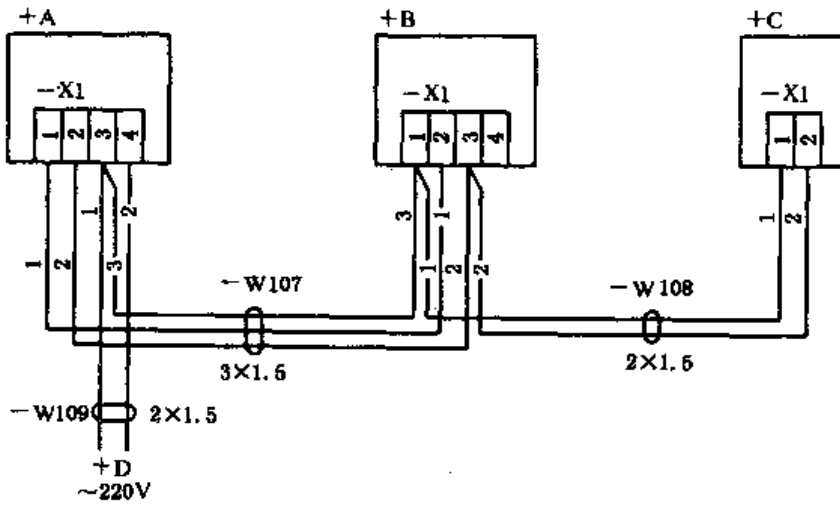 +A
+B
+C
-X1
-X1
-X1
1 2 3 4
1 2 3 4
1 2
1 2 1 3 2
3 1 1 2 2
1 2
-W107
-W108
3×1.5
2×1.5
-W109
2×1.5
+D
~220V